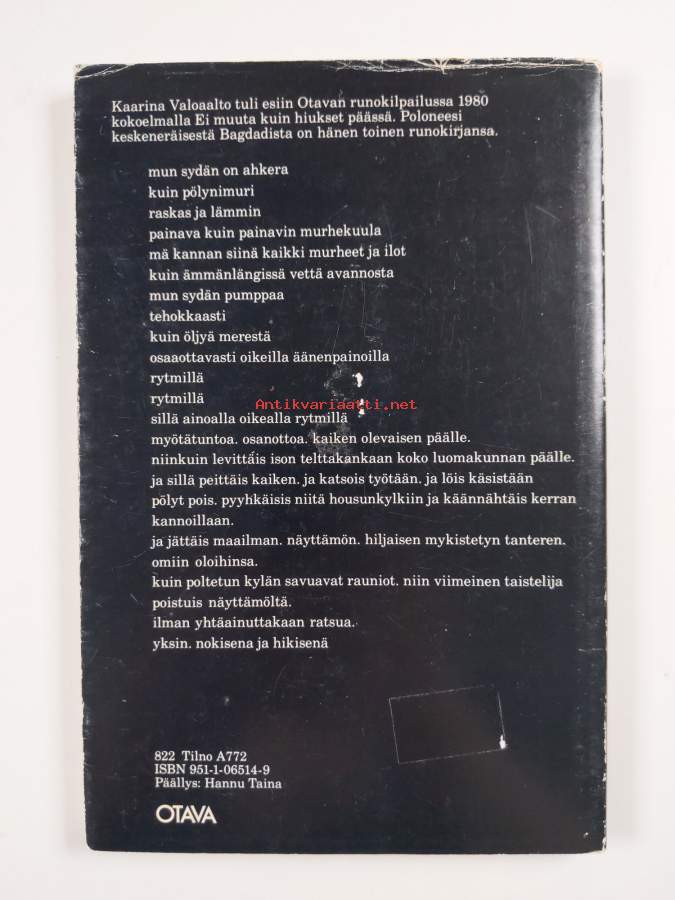 Kaarina Valoaalto tuli esiin Otavan runokilpailussa 1980
kokoelmalla Ei muuta kuin hiukset päässä. Poloneesi
keskeneräisestä Bagdadista on hänen toinen runokirjansa.
mun sydän on ahkera
kuin pölynimuri
raskas ja lämmin
painava kuin painavin murhekuula
mä kannan siinä kaikki murheet ja ilot
kuin ämmänlängissä vettä avannosta
mun sydän pumppaa
tehokkaasti
kuin öljyä merestä
osaaottavasti oikeilla äänenpainoilla
rytmillä
rytmillä
Antikvariaatti.net
sillä ainoalla oikealla rytmillä
myötätuntoa. osanottoa. kaiken olevaisen päälle.
niinkuin levittäis ison telttakankaan koko luomakunnan päälle.
ja sillä peittäis kaiken. ja katsois työtään. ja löis käsistään
pölyt pois. pyyhkäisis niitä housunkylkiin ja käännähtäis kerran
kannoillaan.
ja jättäis maailman. näyttämön. hiljaisen mykistetyn tanteren.
omiin oloihinsa.
kuin poltetun kylän savuavat rauniot. niin viimeinen taistelija
poistuis näyttämöltä.
ilman yhtäainuttakaan ratsua.
yksin. nokisena ja hikisenä
822 Tilno A772
ISBN 951-1-06514-9
Päällys: Hannu Taina
OTAVA